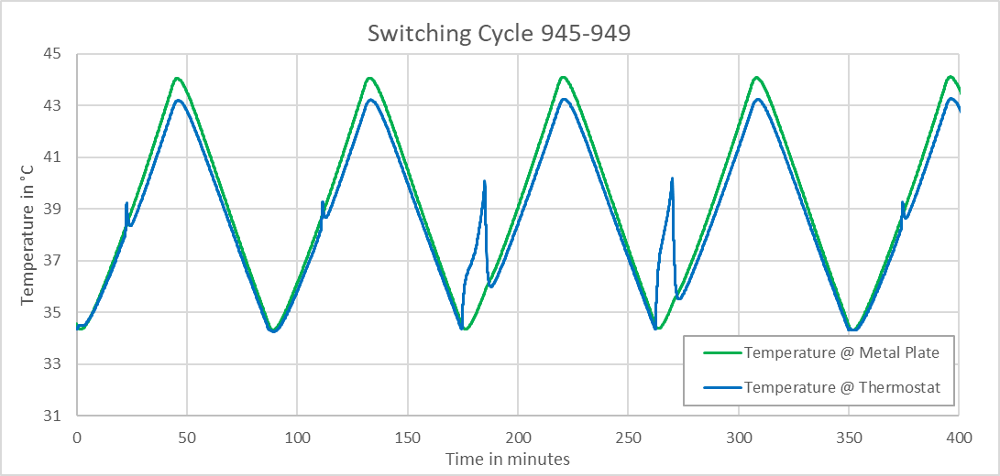 Switching Cycle 945-949
Temperature in °C
45
43
41
39
37
35
33
31
0 50 100 150 200 250 300 350 400
Time in minutes
Temperature @ Metal Plate
Temperature @ Thermostat